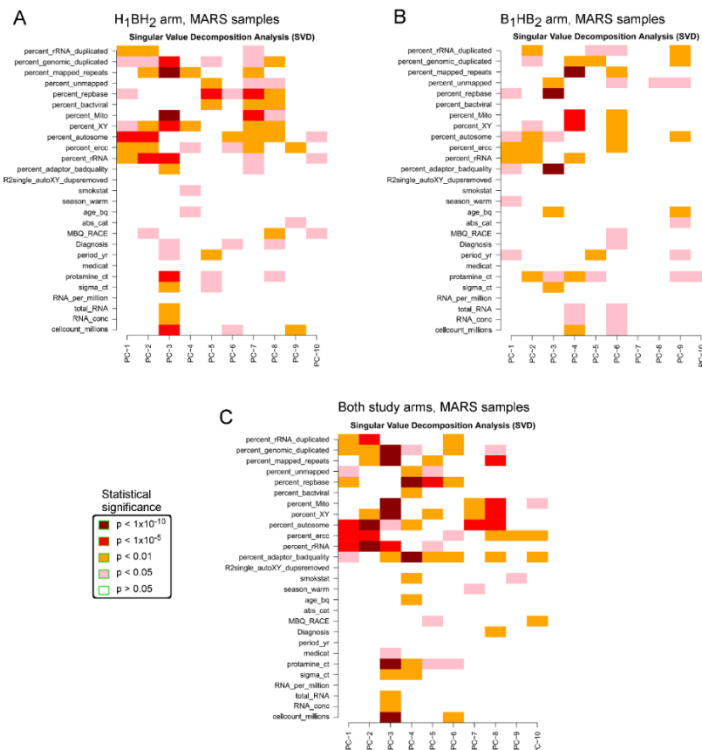 A
H1BH2 arm, MARS samples
Singular Value Decomposition Analysis (SVD)
percent_rRNA_duplicated
percent_genomic_duplicated
percent_mapped_repeats
percent_unmapped
percent_repbase
percent_bactviral
percent_Mito
percent_XY
percent_autosome
percent_ercc
percent_rRNA
percent_adaptor_badquality
R2single_autoXY_dupsremoved
smokstat
season_warm
age_bq
abs_cat
MBQ_RACE
Diagnosis
period_yr
medicat
protamine_ct
sigma_ct
RNA_per_million
total_RNA
RNA_conc
cellcount_millions
PC-1
PC-2
PC-3
PC-4
PC-5
PC-6
PC-7
PC-8
PC-9
PC-10
B
B1HB2 arm, MARS samples
Singular Value Decomposition Analysis (SVD)
percent_rRNA_duplicated
percent_genomic_duplicated
percent_mapped_repeats
percent_unmapped
percent_repbase
percent_bactviral
percent_Mito
percent_XY
percent_autosome
percent_ercc
percent_rRNA
percent_adaptor_badquality
R2single_autoXY_dupsremoved
smokstat
season_warm
age_bq
abs_cat
MBQ_RACE
Diagnosis
period_yr
medicat
protamine_ct
sigma_ct
RNA_per_million
total_RNA
RNA_conc
cellcount_millions
PC-1
PC-2
PC-3
PC-4
PC-5
PC-6
PC-7
PC-8
PC-9
PC-10
C
Both study arms, MARS samples
Singular Value Decomposition Analysis (SVD)
percent_rRNA_duplicated
percent_genomic_duplicated
percent_mapped_repeats
percent_unmapped
percent_repbase
percent_bactviral
percent_Mito
percent_XY
percent_autosome
percent_ercc
percent_rRNA
percent_adaptor_badquality
R2single_autoXY_dupsremoved
smokstat
season_warm
age_bq
abs_cat
MBQ_RACE
Diagnosis
period_yr
medicat
protamine_ct
sigma_ct
RNA_per_million
total_RNA
RNA_conc
cellcount_millions
PC-1
PC-2
PC-3
PC-4
PC-5
PC-6
PC-7
PC-8
PC-9
PC-10
Statistical
significance
p < 1x10-10
p < 1x10-5
p < 0.01
p < 0.05
p > 0.05